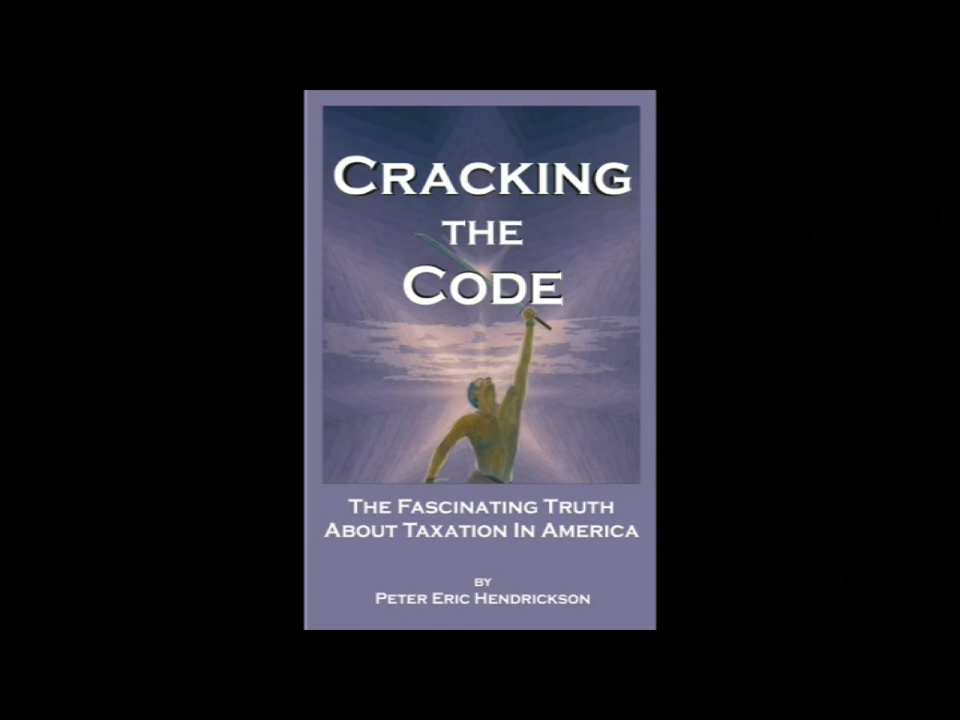 CRACKING
THE
CODE
THE FASCINATING TRUTH
ABOUT TAXATION IN AMERICA
BY
PETER ERIC HENDRICKSON